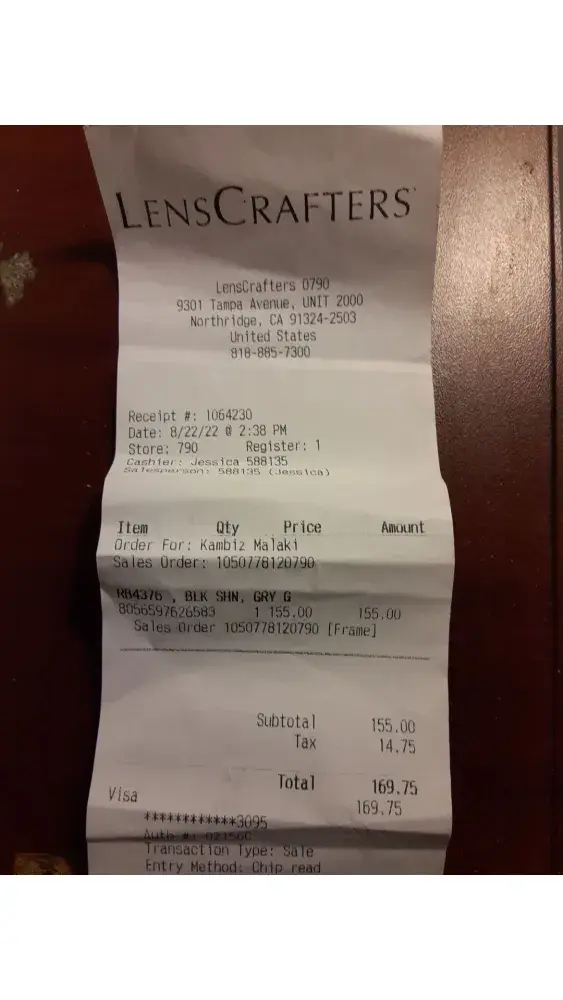 LENSCRAFTERS
LensCrafters 0790
9301 Tampa Avenue, UNIT 2000
Northridge, CA 91324-2503
United States
818-885-7300
Receipt #: 1064230
Date: 8/22/22 @ 2:38 PM
Store: 790 Register: 1
Cashier: Jessica 588135
Salesperson: 588135 (Jessica)
Item Qty Price Amount
Order For: Kambiz Malaki
Sales Order: 1050778120790
RB4376 , BLK SHN, GRY G
8056597626583 1 155.00 155.00
Sales Order 1050778120790 [Frame]
Subtotal 155.00
Tax 14.75
Total 169.75
Visa 169.75
************3095
Auth #: 02156C
Transaction Type: Sale
Entry Method: Chip read